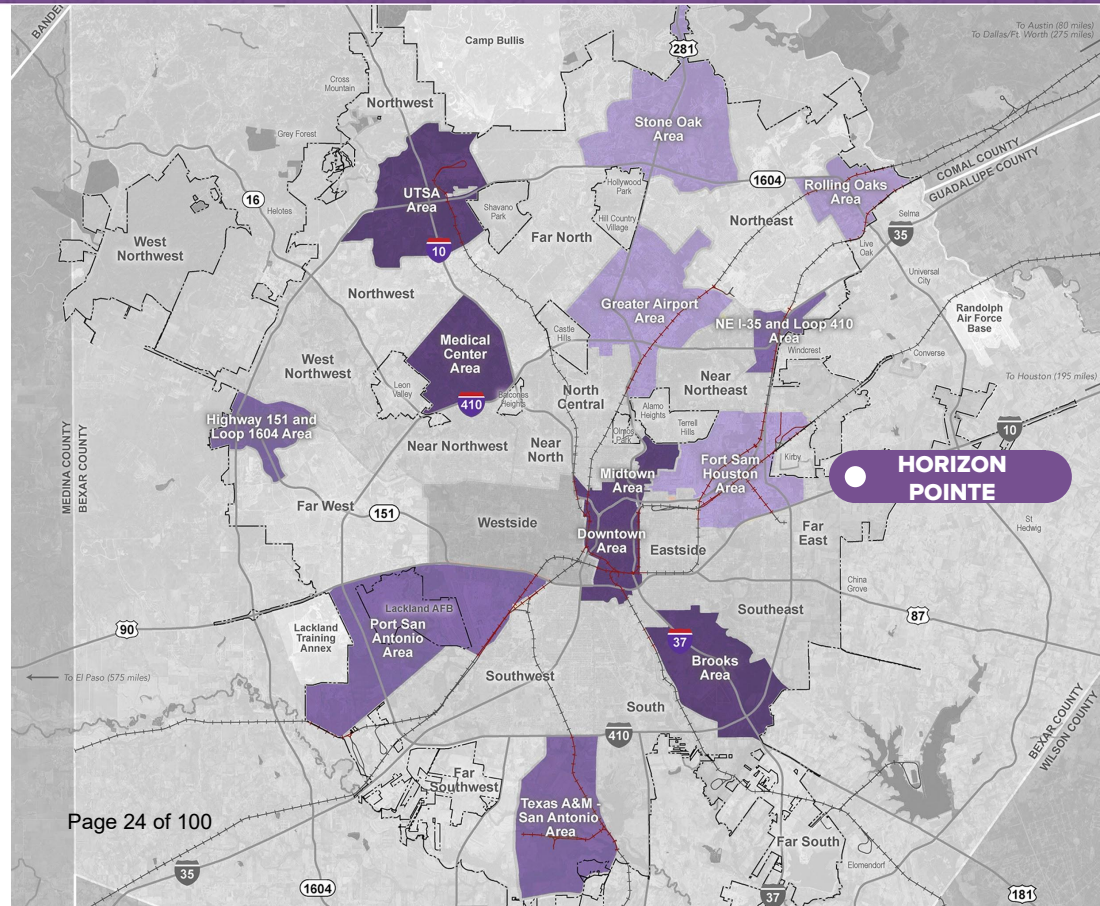 BANDE
Camp Bullis
281
To Austin (80 miles)
To Dallas/Ft. Worth (275 miles)
Cross
Mountain
Northwest
Stone Oak
Area
Grey Forest
COMAL COUNTY
GUADALUPE COUNTY
1604
Hollywood
Park
Rolling Oaks
Area
UTSA
Area
16
Helotes
Shavano
Park
Hill Country
Village
Northeast
Selma
35
Far North
West
Northwest
10
Live
Oak
Universal
City
Northwest
Greater Airport
Area
NE I-35 and Loop 410
Area
Randolph
Air Force
Base
Castle
Hills
Medical
Center
Area
Windcrest
Converse
West
Northwest
Leon
Valley
410
Balcones
Heights
North
Central
Near
Northeast
To Houston (195 miles)
Alamo
Heights
Terrell
Hills
Olmos
Park
Highway 151 and
Loop 1604 Area
10
Near Northwest
Near
North
Kirby
Fort Sam
Houston
Area
HORIZON
POINTE
Midtown
Area
MEDINA COUNTY
BEXAR COUNTY
Far West
151
Westside
St
Hedwig
Downtown
Area
Eastside
Far
East
China
Grove
Lackland AFB
Port San
Antonio
Area
Southeast
87
90
Lackland
Training
Annex
37
Brooks
Area
To El Paso (575 miles)
Southwest
South
410
BEXAR COUNTY
WILSON COUNTY
Far
Southwest
Texas A&M -
San Antonio
Area
Page 24 of 100
Far South
Elomendorf
35
1604
37
181